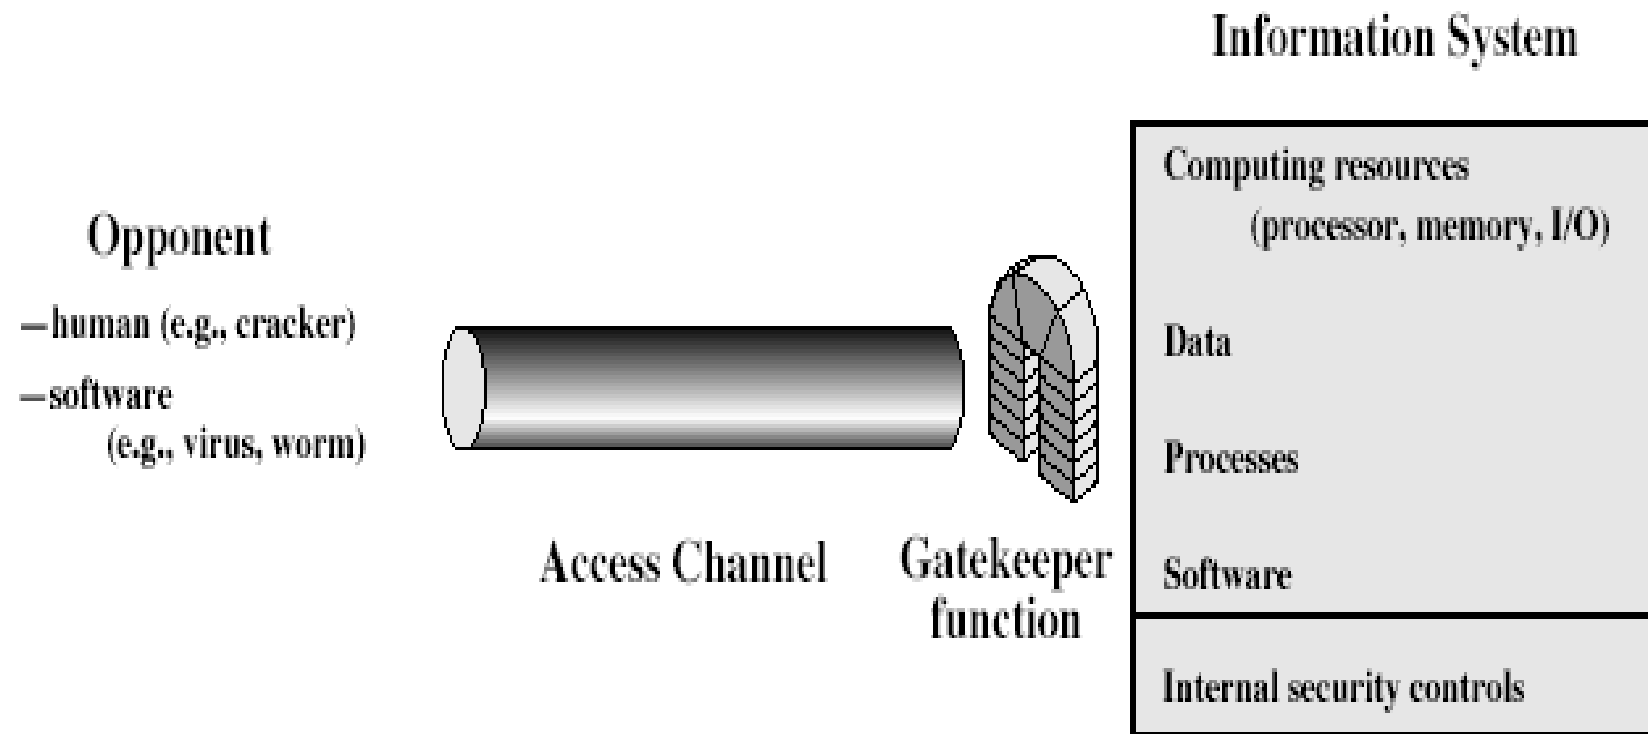 Information System
Opponent
—human (e.g., cracker)
—software
(e.g., virus, worm)
Access Channel
Gatekeeper
function
Computing resources
(processor, memory, I/O)
Data
Processes
Software
Internal security controls